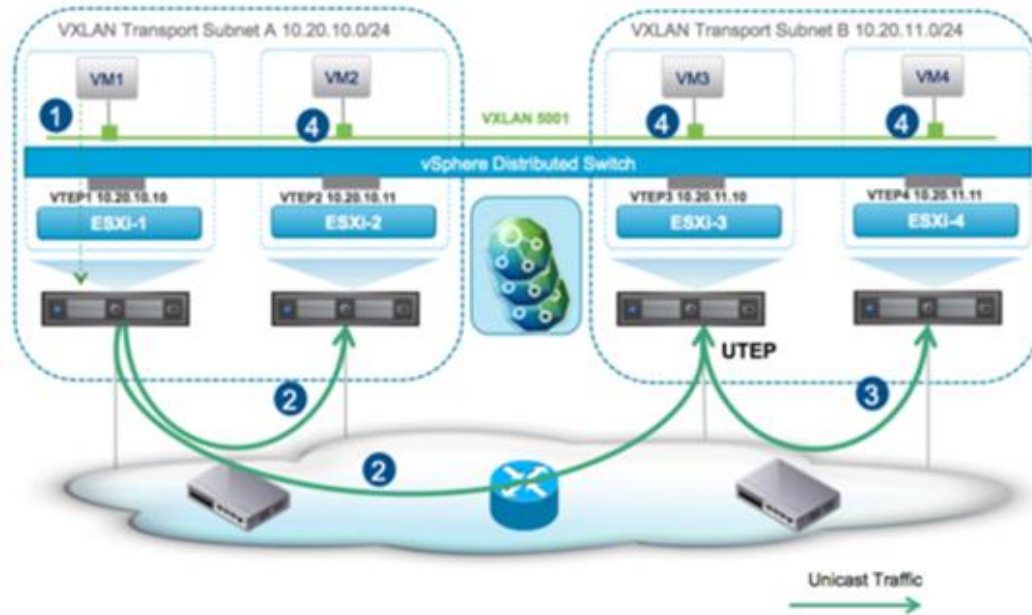 VXLAN Transport Subnet A 10.20.10.0/24
VXLAN Transport Subnet B 10.20.11.0/24
VM1
VM2
VM3
VM4
1
4
VXLAN 5001
4
4
vSphere Distributed Switch
VTEP1 10.20.10.10
VTEP2 10.20.10.11
VTEP3 10.20.11.10
VTEP4 10.20.11.11
ESXi-1
ESXi-2
ESXi-3
ESXi-4
UTEP
2
3
2
Unicast Traffic